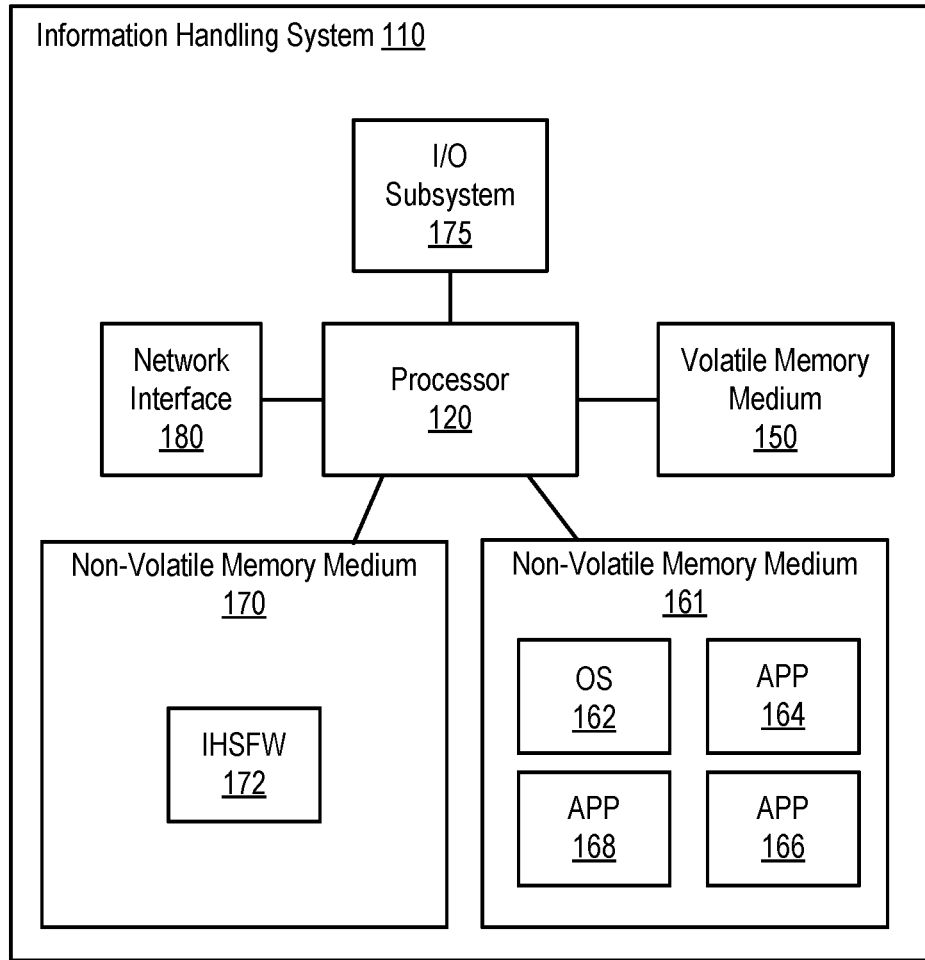 Information Handling System 110
I/O
Subsystem
175
Network
Interface
180
Processor
120
Volatile Memory
Medium
150
Non-Volatile Memory Medium
170
IHSFW
172
Non-Volatile Memory Medium
161
OS
162
APP
164
APP
168
APP
166